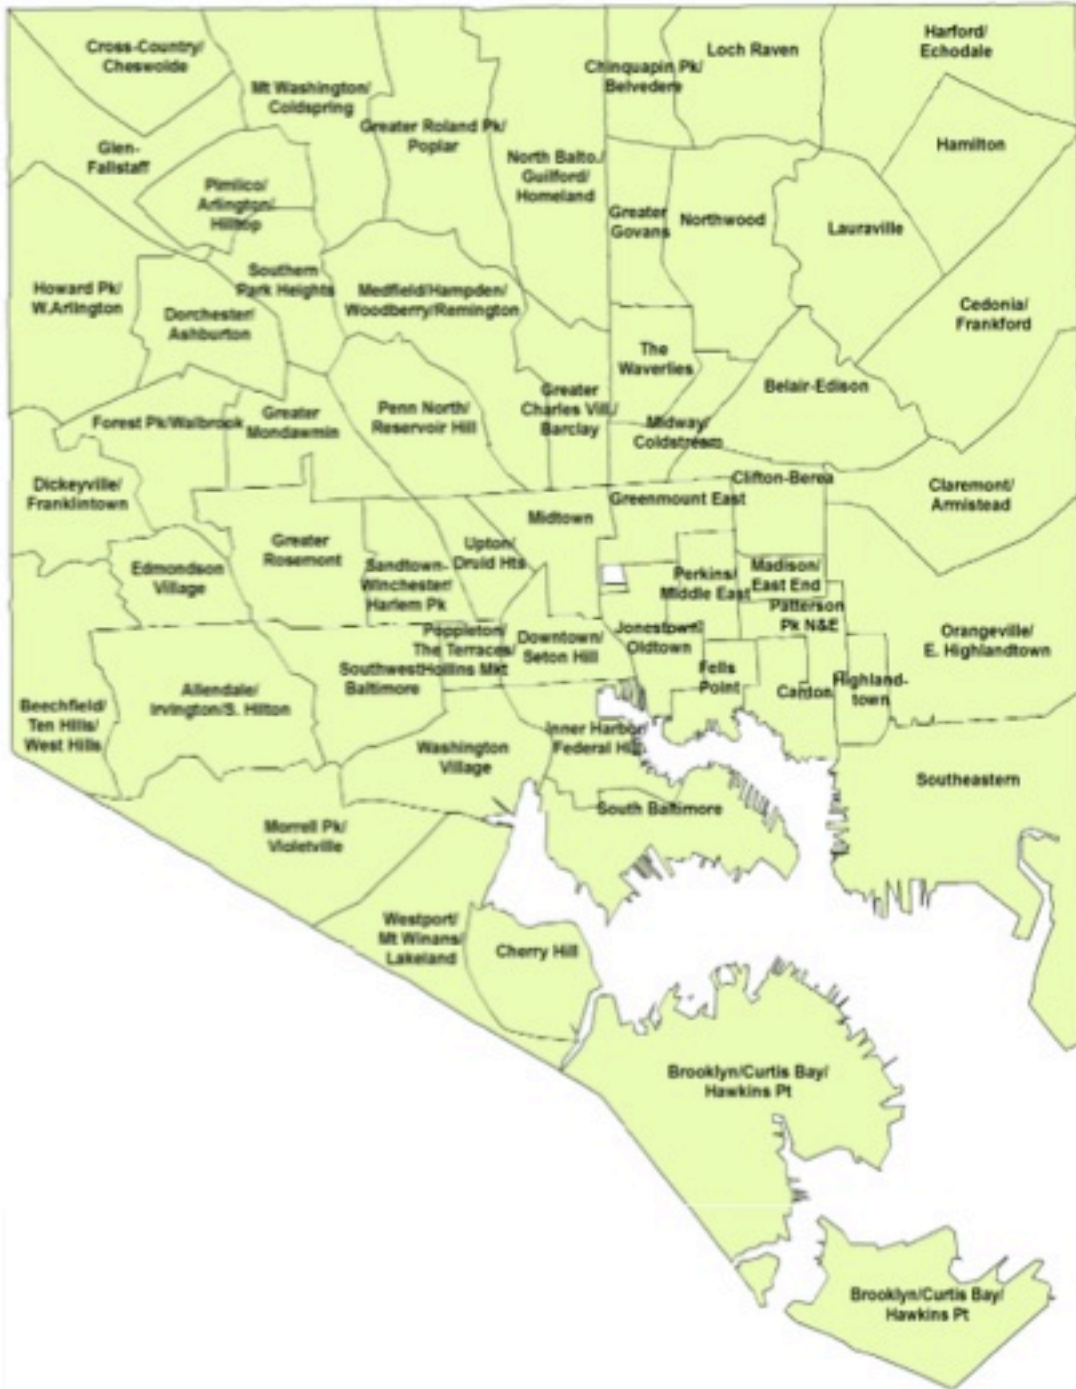 Cross-Country/
Cheswolde
Mt Washington/
Coldspring
Greater Roland Pk/
Poplar
Chinquapin Pk/
Belvedere
Loch Raven
Harford/
Echodale
Glen-
Fallstaff
Pimlico/
Arlington/
Hilltop
North Balto./
Guilford/
Homeland
Greater
Govans
Northwood
Lauraville
Hamilton
Howard Pk/
W.Arlington
Dorchester/
Ashburton
Southern
Park Heights
Medfield/Hampden/
Woodberry/Remington
The
Waverlies
Cedonia/
Frankford
Belair-Edison
Forest Pk/Walbrook
Greater
Mondawmin
Penn North/
Reservoir Hill
Greater
Charles Vill./
Barclay
Midway/
Coldstream
Dickeyville/
Franklintown
Clifton-Berea
Greenmount East
Claremont/
Armistead
Midtown
Edmondson
Village
Greater
Rosemont
Sandtown-
Winchester/
Harlem Pk
Upton/
Druid Hts
Perkins/
Middle East
Madison/
East End
Patterson
Pk N&E
Poppleton/
The Terraces/
Hollins Mkt
Downtown/
Seton Hill
Jonestown/
Oldtown
Orangeville/
E. Highlandtown
Southwest
Baltimore
Fells
Point
Canton
Highland-
town
Allendale/
Irvington/S. Hilton
Beechfield/
Ten Hills/
West Hills
Washington
Village
Inner Harbor/
Federal Hill
Southeastern
South Baltimore
Morrell Pk/
Violetville
Westport/
Mt Winans/
Lakeland
Cherry Hill
Brooklyn/Curtis Bay/
Hawkins Pt
Brooklyn/Curtis Bay/
Hawkins Pt